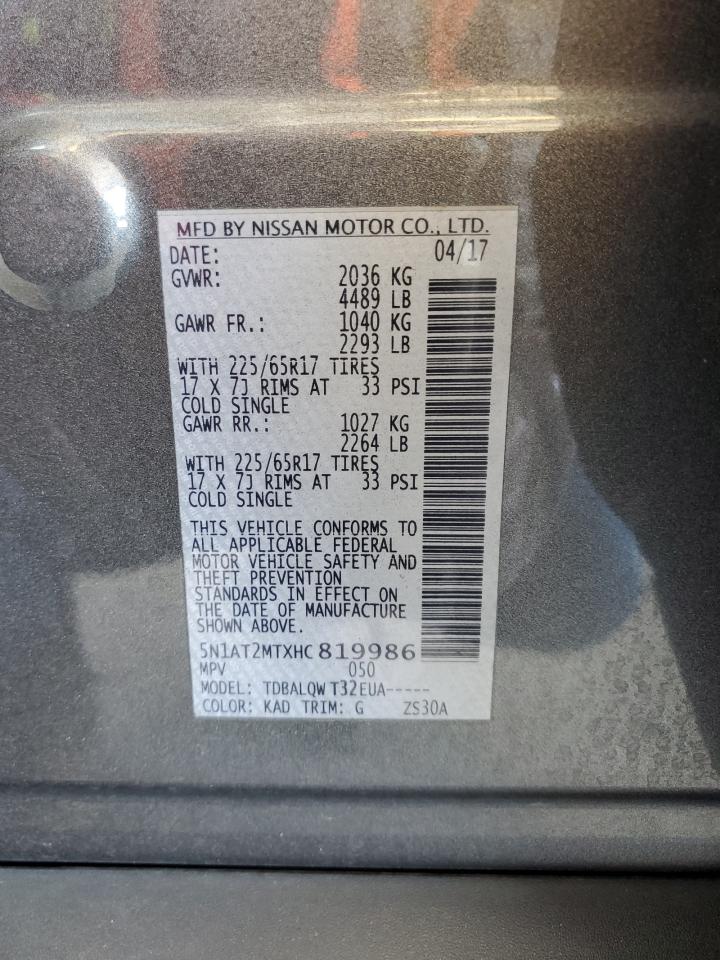 MFD BY NISSAN MOTOR CO., LTD.
DATE: 04/17
GVWR: 2036 KG
4489 LB
GAWR FR.: 1040 KG
2293 LB
WITH 225/65R17 TIRES
17 X 7J RIMS AT 33 PSI
COLD SINGLE
GAWR RR.: 1027 KG
2264 LB
WITH 225/65R17 TIRES
17 X 7J RIMS AT 33 PSI
COLD SINGLE
THIS VEHICLE CONFORMS TO
ALL APPLICABLE FEDERAL
MOTOR VEHICLE SAFETY AND
THEFT PREVENTION
STANDARDS IN EFFECT ON
THE DATE OF MANUFACTURE
SHOWN ABOVE.
5N1AT2MTXHC819986
MPV 050
MODEL: TDBALQW T32EUA-----
COLOR: KAD TRIM: G ZS30A